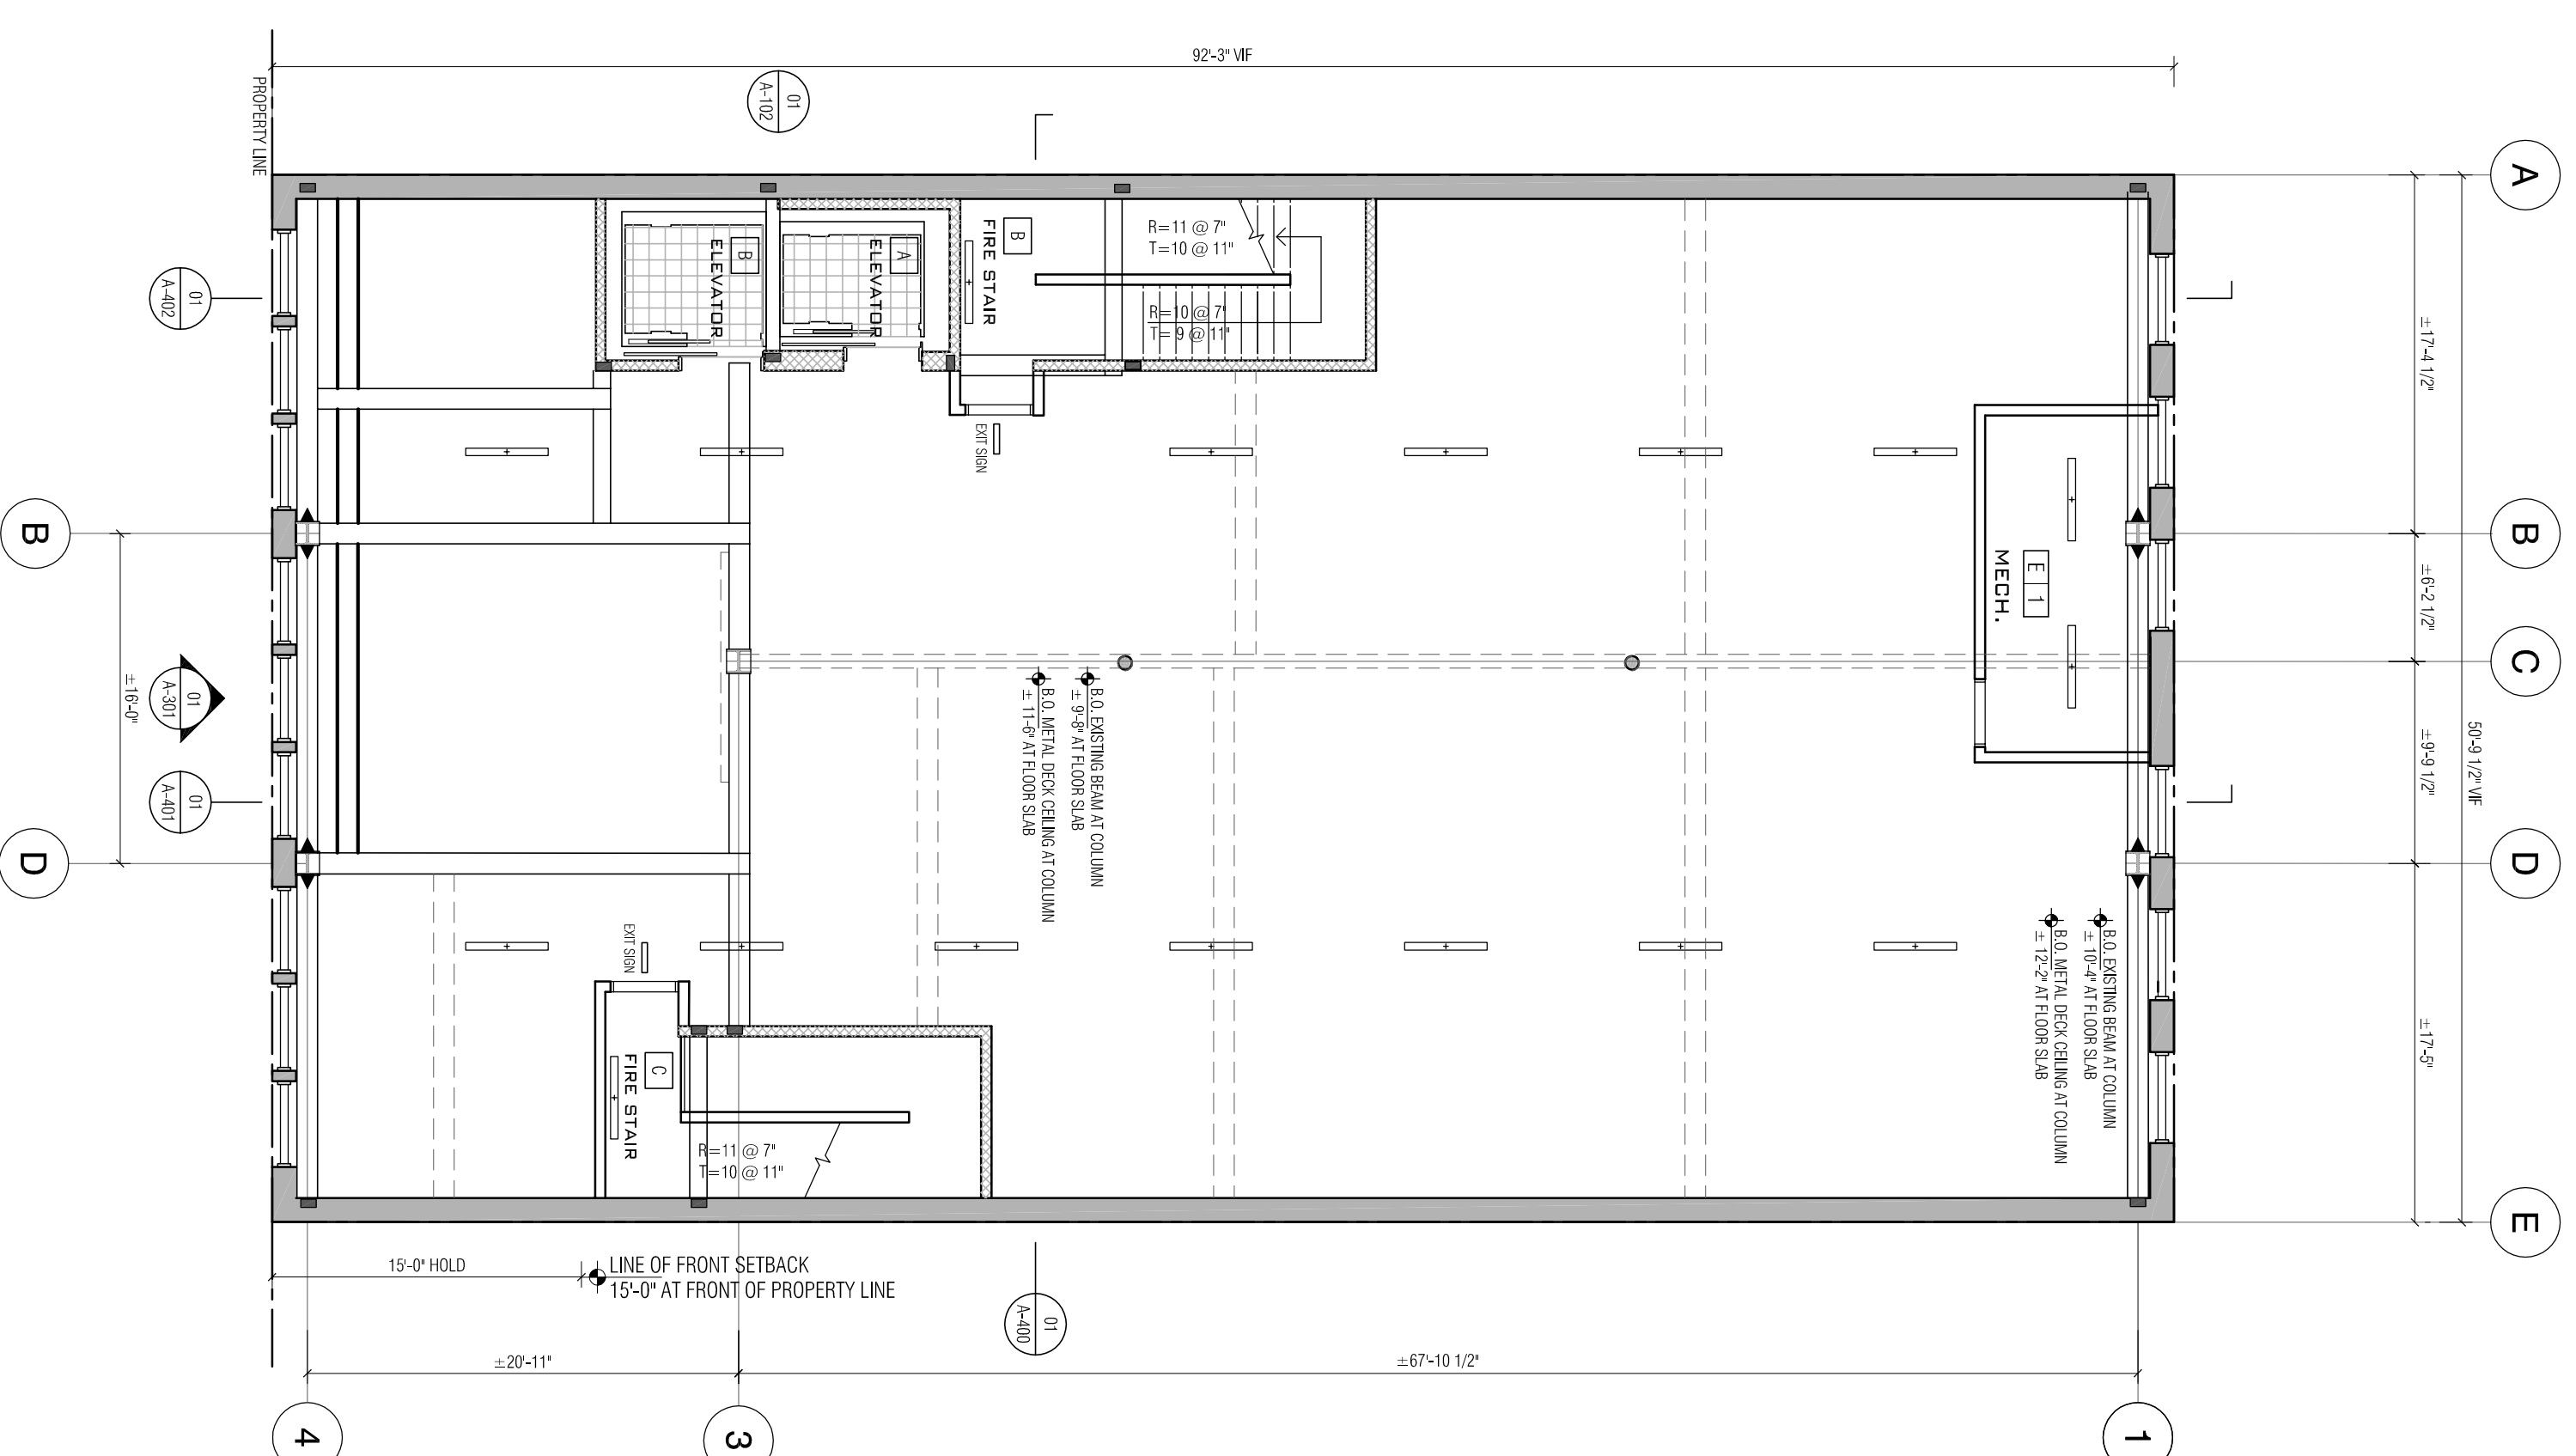 92'-3" VIF
PROPERTY LINE
01
A-102
A
B
C
D
E
±17'-4 1/2"
±6'-2 1/2"
±9'-9 1/2"
±17'-5"
50'-9 1/2" VIF
01
A-402
B
ELEVATOR
A
ELEVATOR
B
FIRE STAIR
R=11 @ 7"
T=10 @ 11"
R=10 @ 7"
T= 9 @ 11"
EXIT SIGN
E 1
MECH.
B
±16'-0"
D
01
A-301
01
A-401
B.O. EXISTING BEAM AT COLUMN
± 9'-8" AT FLOOR SLAB
B.O. METAL DECK CEILING AT COLUMN
± 11-6" AT FLOOR SLAB
B.O. EXISTING BEAM AT COLUMN
± 10'-4" AT FLOOR SLAB
B.O. METAL DECK CEILING AT COLUMN
± 12'-2" AT FLOOR SLAB
EXIT SIGN
C
FIRE STAIR
R=11 @ 7"
T=10 @ 11"
15'-0" HOLD
LINE OF FRONT SETBACK
15'-0" AT FRONT OF PROPERTY LINE
01
A-400
±20'-11"
±67'-10 1/2"
4
3
1